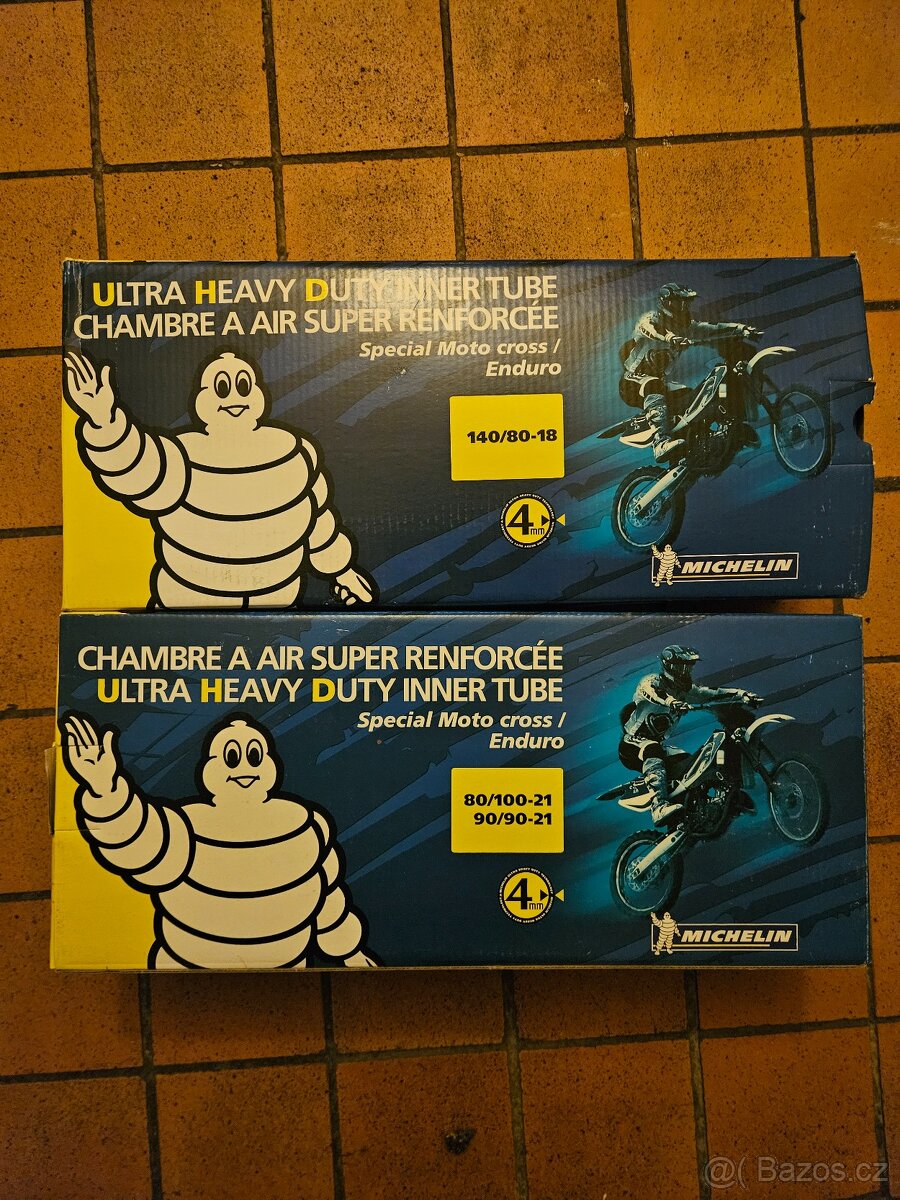 ULTRA HEAVY DUTY INNER TUBE
CHAMBRE A AIR SUPER RENFORCÉE
Special Moto cross /
Enduro
140/80-18
4mm
MICHELIN
CHAMBRE A AIR SUPER RENFORCÉE
ULTRA HEAVY DUTY INNER TUBE
Special Moto cross /
Enduro
80/100-21
90/90-21
4mm
MICHELIN
@( Bazos.cz